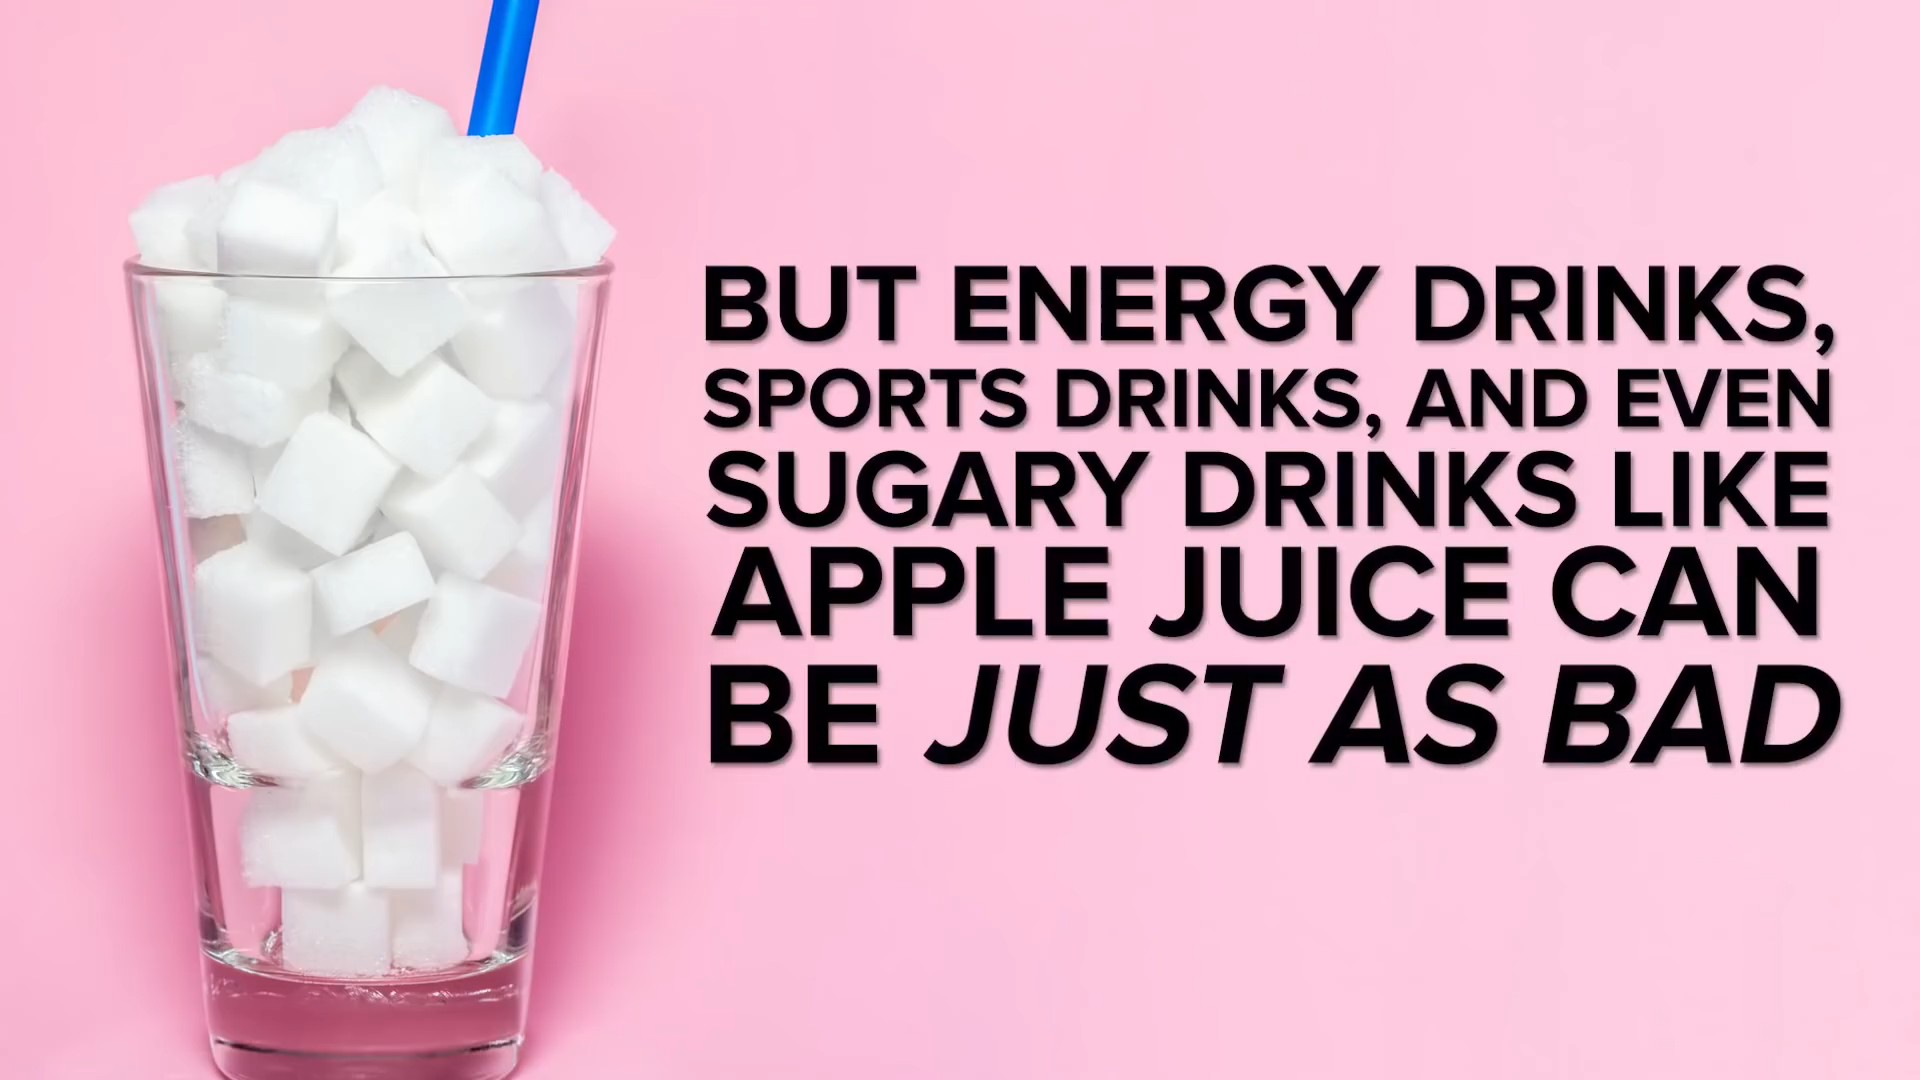 BUT ENERGY DRINKS,
SPORTS DRINKS, AND EVEN
SUGARY DRINKS LIKE
APPLE JUICE CAN
BE JUST AS BAD